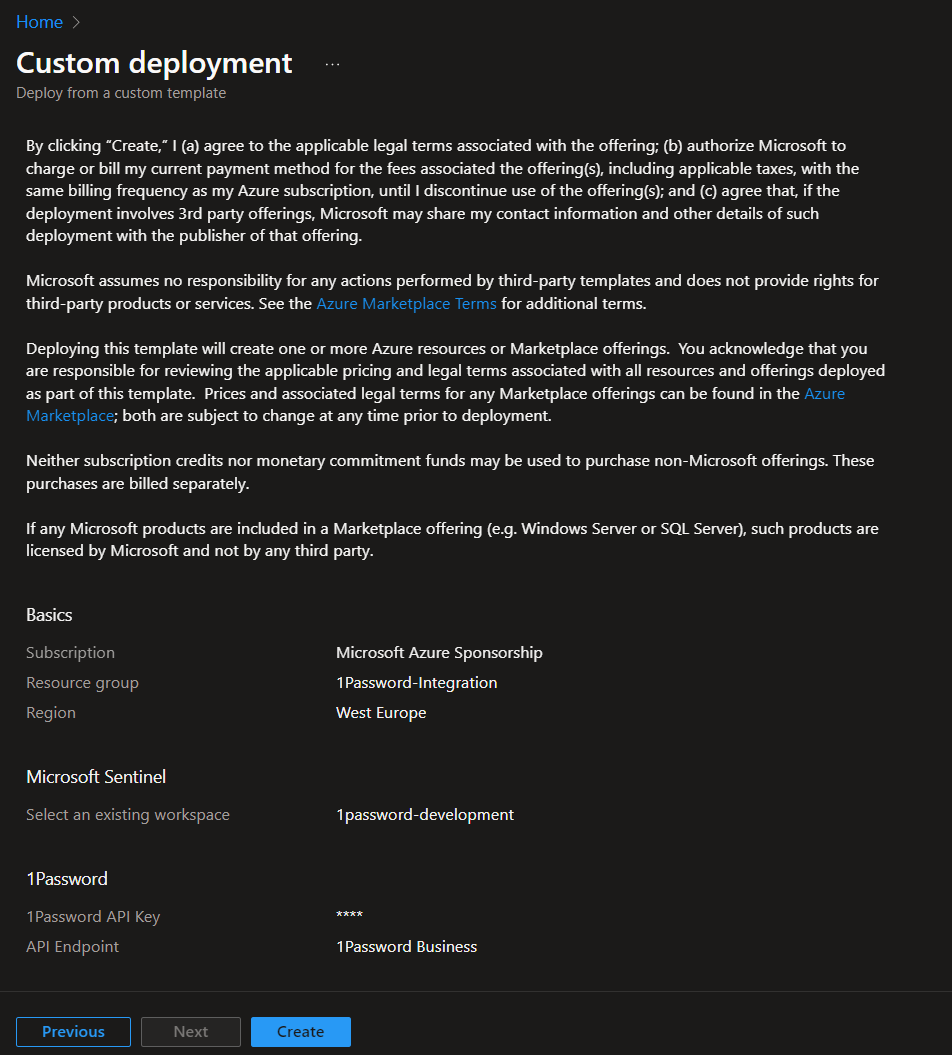 Home >
Custom deployment ...
Deploy from a custom template
By clicking “Create,” I (a) agree to the applicable legal terms associated with the offering; (b) authorize Microsoft to
charge or bill my current payment method for the fees associated the offering(s), including applicable taxes, with the
same billing frequency as my Azure subscription, until I discontinue use of the offering(s); and (c) agree that, if the
deployment involves 3rd party offerings, Microsoft may share my contact information and other details of such
deployment with the publisher of that offering.
Microsoft assumes no responsibility for any actions performed by third-party templates and does not provide rights for
third-party products or services. See the Azure Marketplace Terms for additional terms.
Deploying this template will create one or more Azure resources or Marketplace offerings. You acknowledge that you
are responsible for reviewing the applicable pricing and legal terms associated with all resources and offerings deployed
as part of this template. Prices and associated legal terms for any Marketplace offerings can be found in the Azure
Marketplace; both are subject to change at any time prior to deployment.
Neither subscription credits nor monetary commitment funds may be used to purchase non-Microsoft offerings. These
purchases are billed separately.
If any Microsoft products are included in a Marketplace offering (e.g. Windows Server or SQL Server), such products are
licensed by Microsoft and not by any third party.
Basics
Subscription Microsoft Azure Sponsorship
Resource group 1Password-Integration
Region West Europe
Microsoft Sentinel
Select an existing workspace 1password-development
1Password
1Password API Key ****
API Endpoint 1Password Business
Previous Next Create